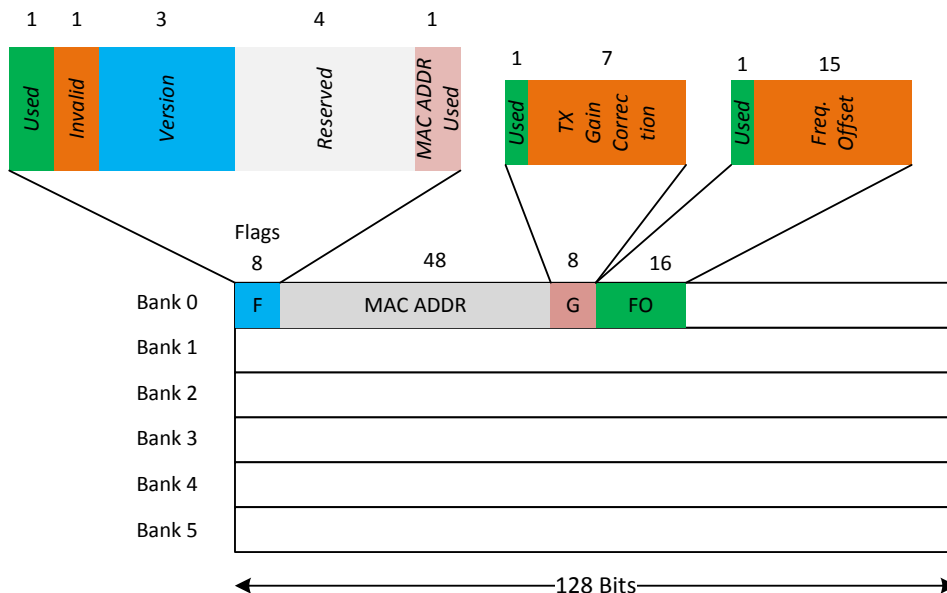 1 1 3 4 1
Used Invalid Version Reserved MAC ADDR
Used
1 7
Used TX
Gain
Correc
tion
1 15
Used Freq.
Offset
Flags
8 48 8 16
Bank 0 F MAC ADDR G FO
Bank 1
Bank 2
Bank 3
Bank 4
Bank 5
128 Bits